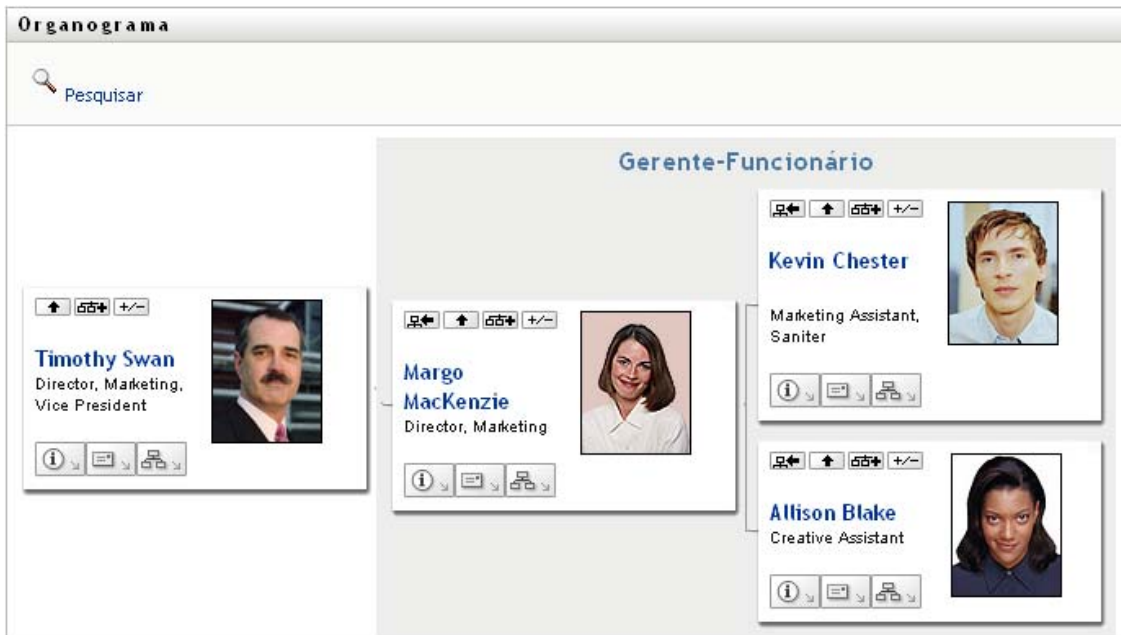 Organograma
Pesquisar
Gerente-Funcionário
Timothy Swan
Director, Marketing,
Vice President
Margo
MacKenzie
Director, Marketing
+/-
+/-
+/-
Kevin Chester
Marketing Assistant,
Saniter
+/-
Allison Blake
Creative Assistant